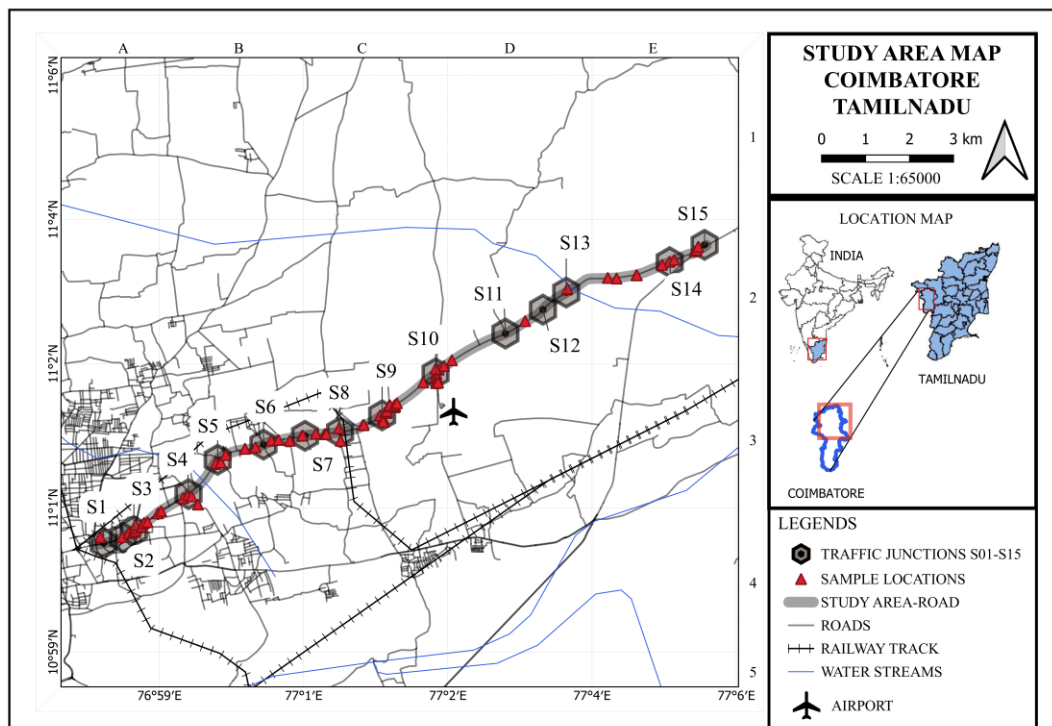 A B C D E
11°6'N
11°4'N
11°2'N
11°1'N
10°59'N
1
2
3
4
5
S15
S13
S14
S11
S12
S10
S9
S8
S6
S5
S7
S4
S3
S1
S2
76°59'E 77°1'E 77°2'E 77°4'E 77°6'E
STUDY AREA MAP
COIMBATORE
TAMILNADU
0 1 2 3 km
SCALE 1:65000
LOCATION MAP
INDIA
TAMILNADU
COIMBATORE
LEGENDS
TRAFFIC JUNCTIONS S01-S15
SAMPLE LOCATIONS
STUDY AREA-ROAD
ROADS
RAILWAY TRACK
WATER STREAMS
AIRPORT